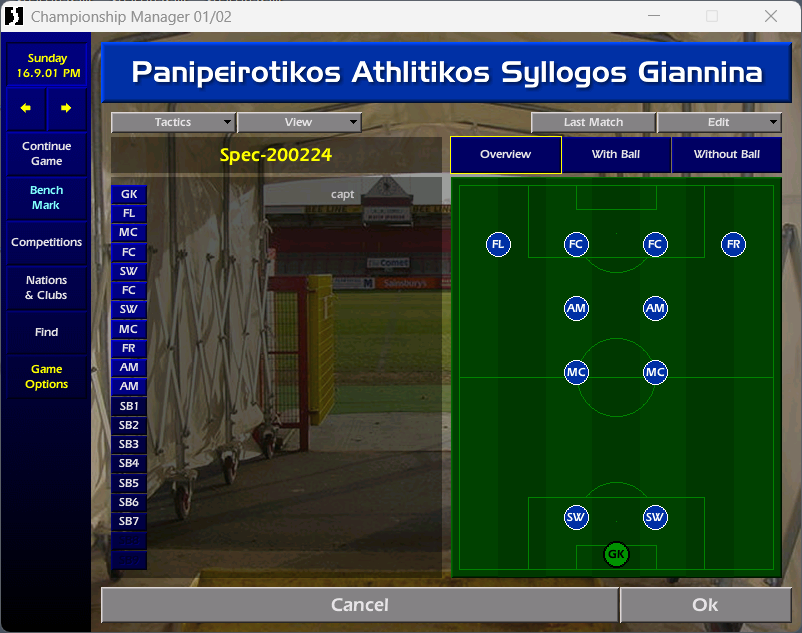 Championship Manager 01/02
Sunday
16.9.01 PM
Panipeirotikos Athlitikos Syllogos Giannina
Continue
Game
Bench
Mark
Competitions
Nations
& Clubs
Find
Game
Options
Tactics
View
Last Match
Edit
Spec-200224
Overview
With Ball
Without Ball
GK
capt
FL
MC
FC
SW
FC
SW
MC
FR
AM
AM
SB1
SB2
SB3
SB4
SB5
SB6
SB7
FL
FC
FC
FR
AM
AM
MC
MC
SW
SW
GK
Comet
Sainsbury's
Cancel
Ok